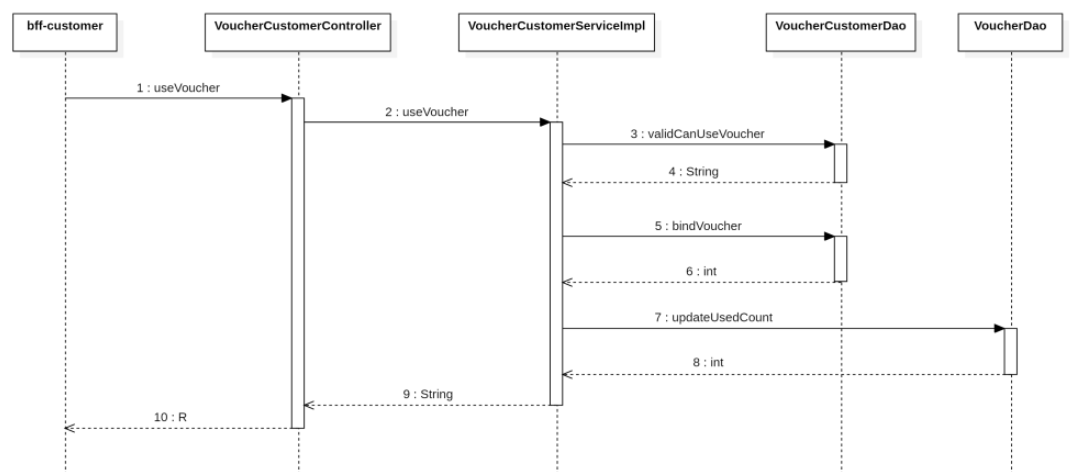 bff-customer
VoucherCustomerController
VoucherCustomerServiceImpl
VoucherCustomerDao
VoucherDao
1 : useVoucher
2 : useVoucher
3 : validCanUseVoucher
4 : String
5 : bindVoucher
6 : int
7 : updateUsedCount
8 : int
9 : String
10 : R